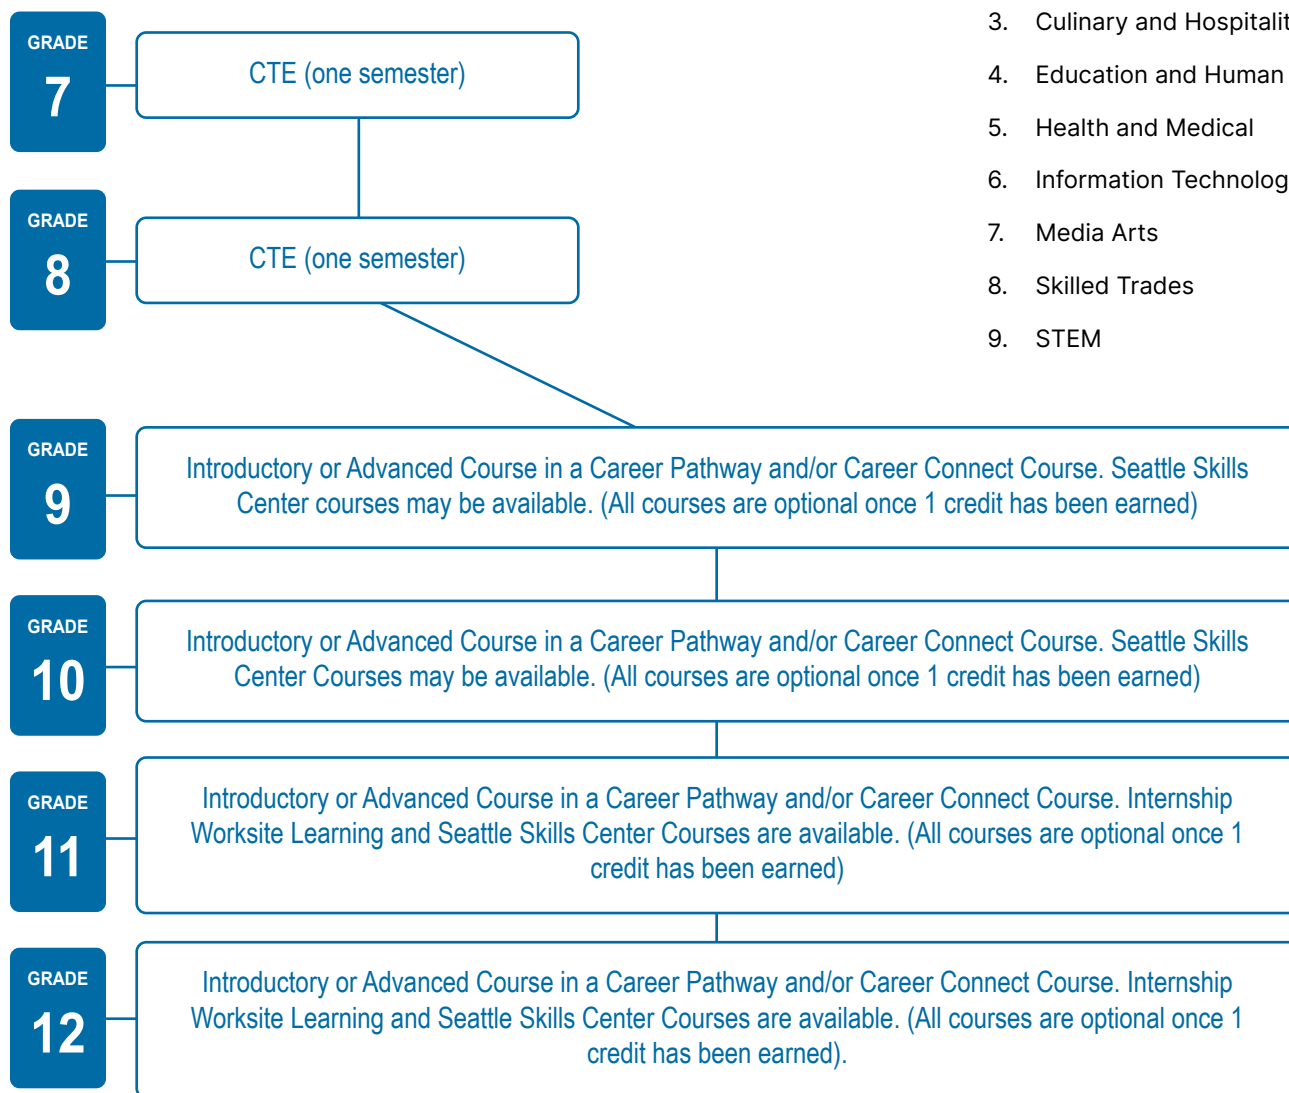 GRADE
7
CTE (one semester)
GRADE
8
CTE (one semester)
3. Culinary and
4. Education and Human
5. Health and Medical
6. Information
7. Media Arts
8. Skilled Trades
9. STEM
GRADE
9
Introductory or Advanced Course in a Career Pathway and/or Career Connect Course. Seattle Skills
Center courses may be available. (All courses are optional once 1 credit has been earned)
GRADE
10
Introductory or Advanced Course in a Career Pathway and/or Career Connect Course. Seattle Skills
Center Courses may be available. (All courses are optional once 1 credit has been earned)
GRADE
11
Introductory or Advanced Course in a Career Pathway and/or Career Connect Course. Internship
Worksite Learning and Seattle Skills Center Courses are available. (All courses are optional once 1
credit has been earned)
GRADE
12
Introductory or Advanced Course in a Career Pathway and/or Career Connect Course. Internship
Worksite Learning and Seattle Skills Center Courses are available. (All courses are optional once 1
credit has been earned).